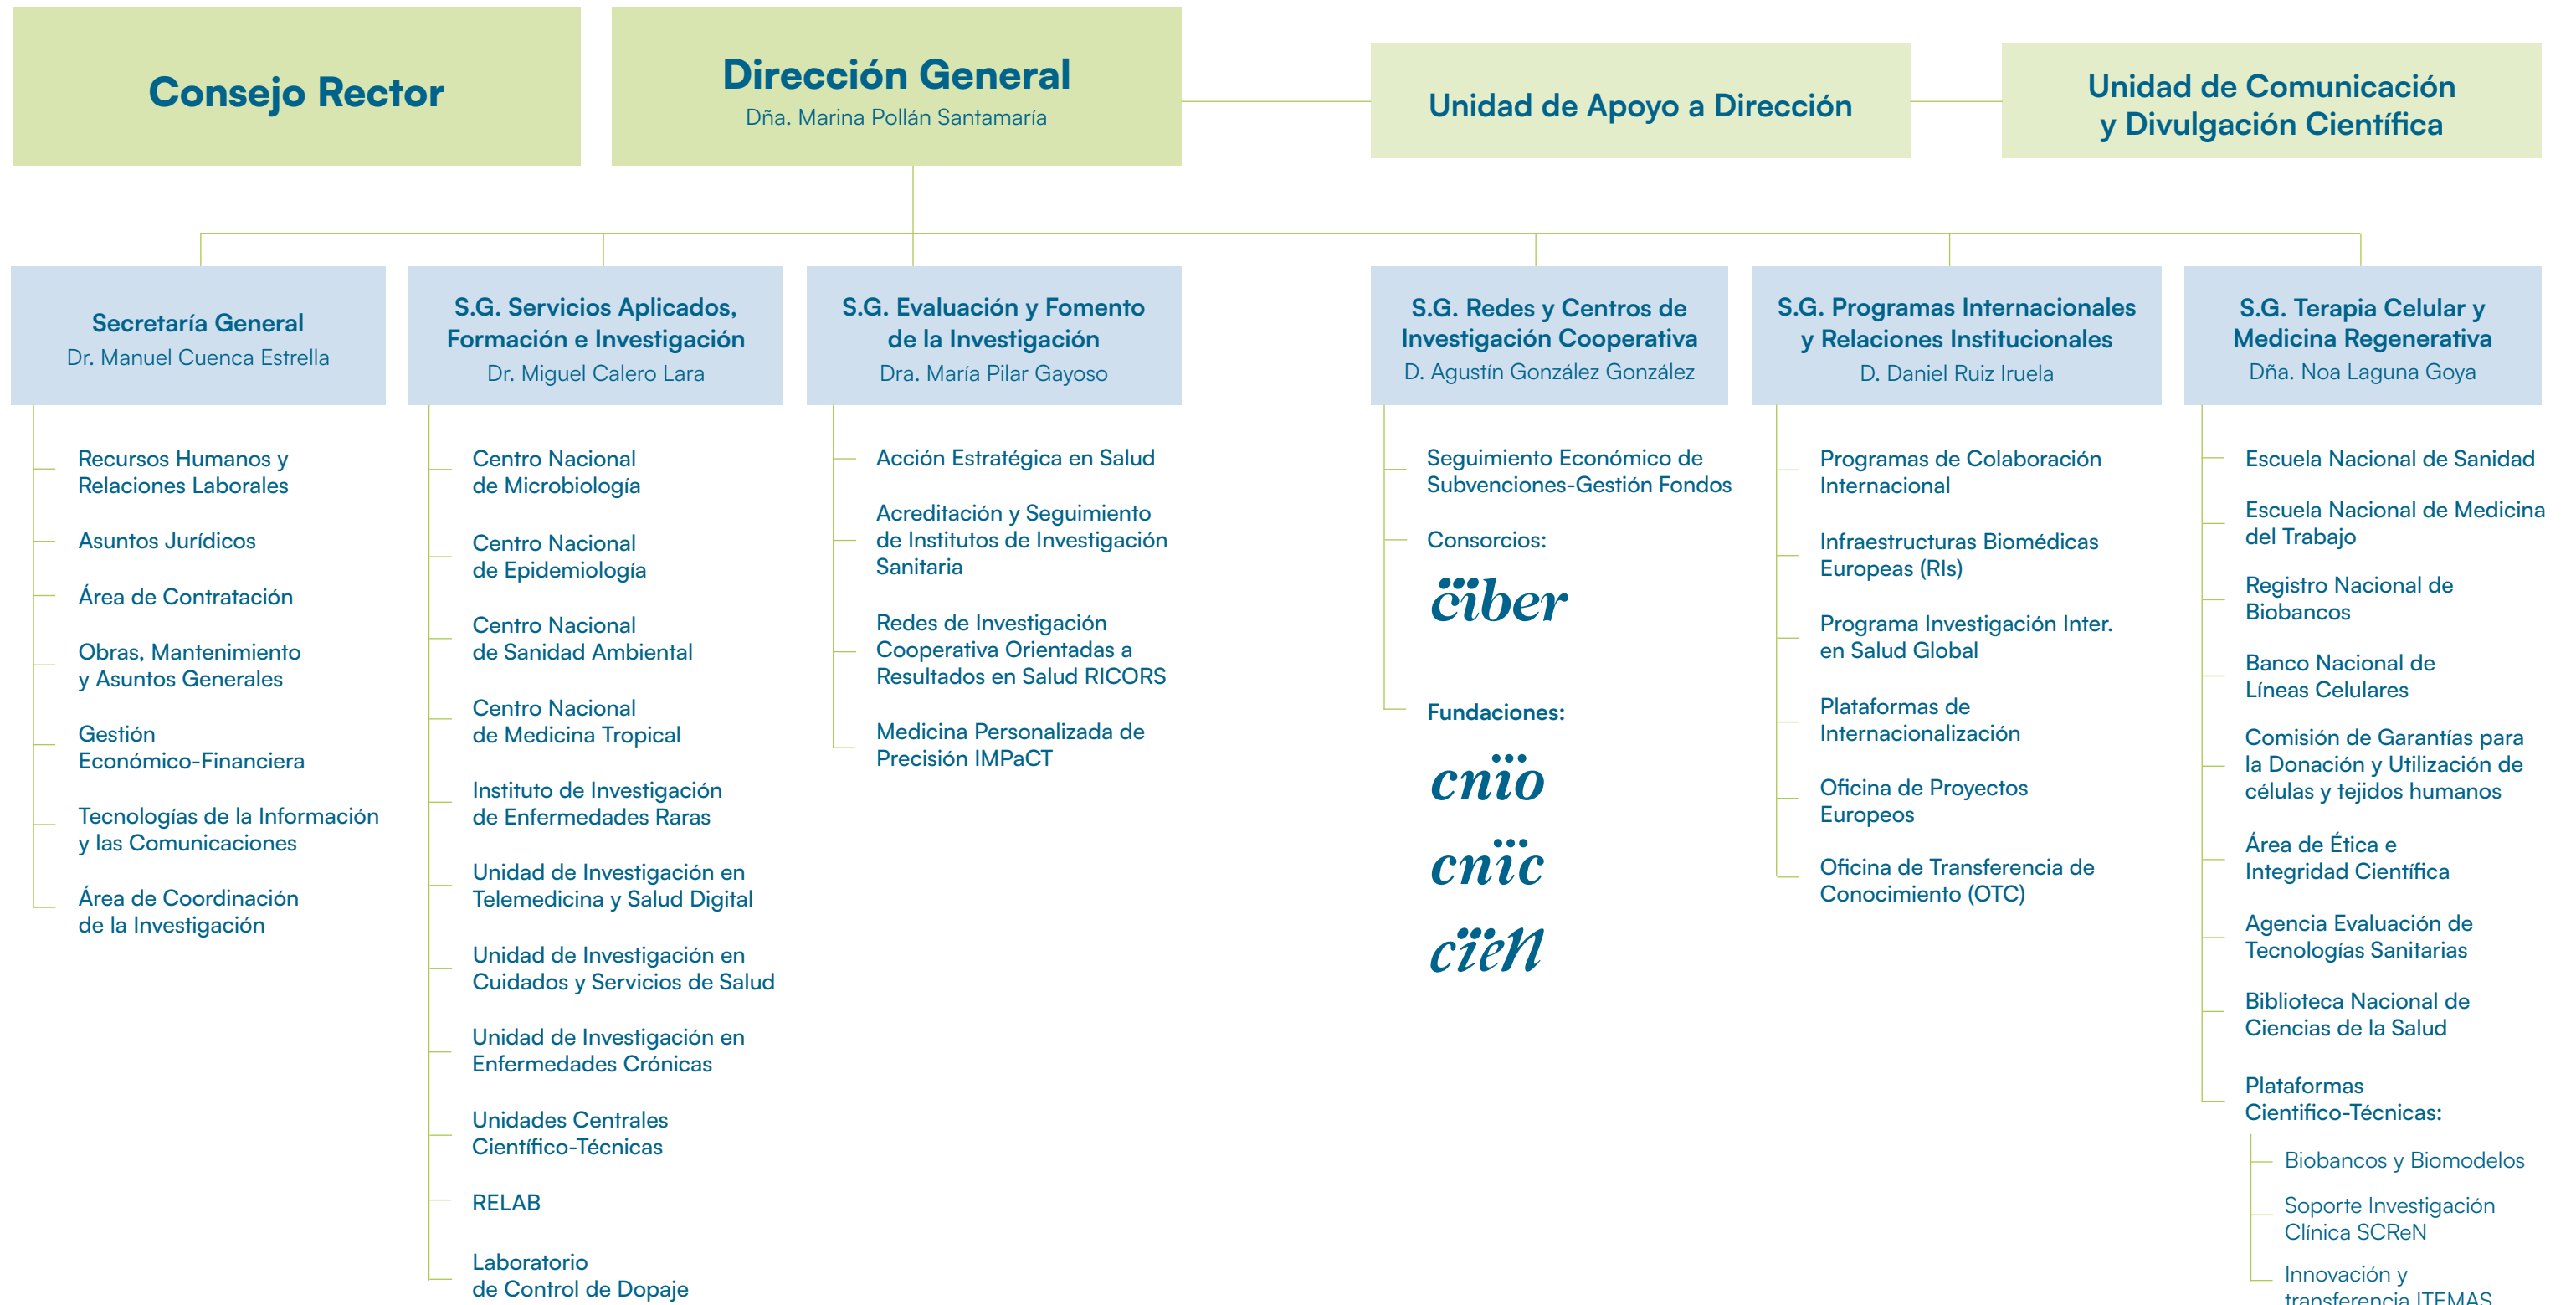 Consejo Rector
Dirección General
Dña. Marina Pollán Santamaría
Unidad de Apoyo a Dirección
Unidad de Comunicación
y Divulgación Científica
Secretaría General
Dr. Manuel Cuenca Estrella
Recursos Humanos y
Relaciones Laborales
Asuntos Jurídicos
Área de Contratación
Obras, Mantenimiento
y Asuntos Generales
Gestión
Económico-Financiera
Tecnologías de la Información
y las Comunicaciones
Área de Coordinación
de la Investigación
S.G. Servicios Aplicados,
Formación e Investigación
Dr. Miguel Calero Lara
Centro Nacional
de Microbiología
Centro Nacional
de Epidemiología
Centro Nacional
de Sanidad Ambiental
Centro Nacional
de Medicina Tropical
Instituto de Investigación
de Enfermedades Raras
Unidad de Investigación en
Telemedicina y Salud Digital
Unidad de Investigación en
Cuidados y Servicios de Salud
Unidad de Investigación en
Enfermedades Crónicas
Unidades Centrales
Científico-Técnicas
RELAB
Laboratorio
de Control de Dopaje
S.G. Evaluación y Fomento
de la Investigación
Dra. María Pilar Gayoso
Acción Estratégica en Salud
Acreditación y Seguimiento
de Institutos de Investigación
Sanitaria
Redes de Investigación
Cooperativa Orientadas a
Resultados en Salud RICORS
Medicina Personalizada de
Precisión IMPaCT
S.G. Redes y Centros de
Investigación Cooperativa
D. Agustín González González
Seguimiento Económico de
Subvenciones-Gestión Fondos
Consorcios:
ciber
Fundaciones:
cnio
cnic
cien
S.G. Programas Internacionales
y Relaciones Institucionales
D. Daniel Ruiz Iruela
Programas de Colaboración
Internacional
Infraestructuras Biomédicas
Europeas (RIs)
Programa Investigación Inter.
en Salud Global
Plataformas de
Internacionalización
Oficina de Proyectos
Europeos
Oficina de Transferencia de
Conocimiento (OTC)
S.G. Terapia Celular y
Medicina Regenerativa
Dña. Noa Laguna Goya
Escuela Nacional de Sanidad
Escuela Nacional de Medicina
del Trabajo
Registro Nacional de
Biobancos
Banco Nacional de
Líneas Celulares
Comisión de Garantías para
la Donación y Utilización de
células y tejidos humanos
Área de Ética e
Integridad Científica
Agencia Evaluación de
Tecnologías Sanitarias
Biblioteca Nacional de
Ciencias de la Salud
Plataformas
Cientifico-Técnicas:
Biobancos y Biomodelos
Soporte Investigación
Clínica SCReN
Innovación y
transferencia ITEMAS